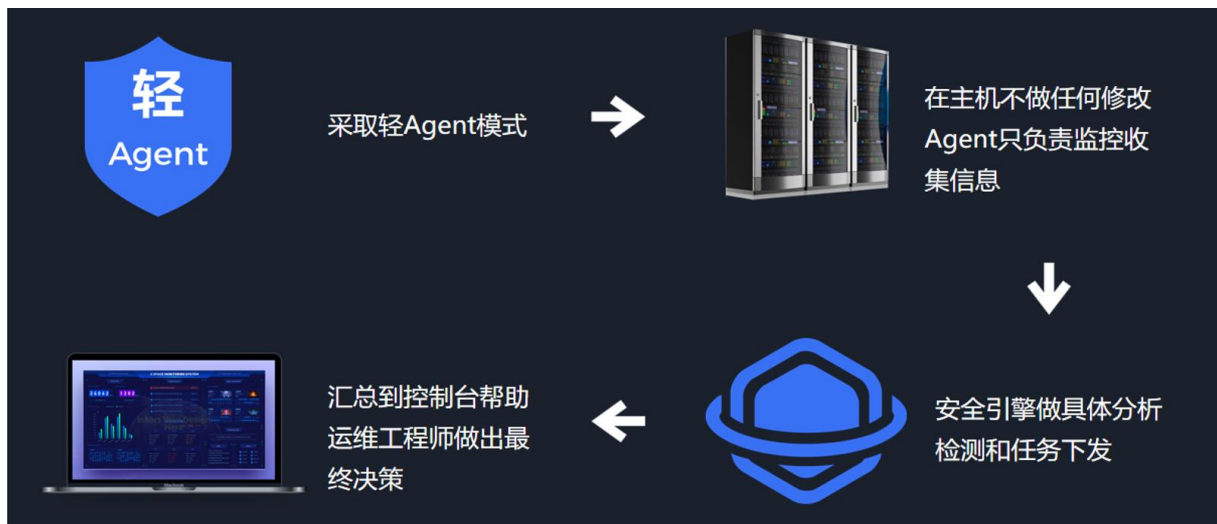 轻
Agent
采取轻Agent模式
在主机不做任何修改
Agent只负责监控收
集信息
安全引擎做具体分析
检测和任务下发
汇总到控制台帮助
运维工程师做出最
终决策